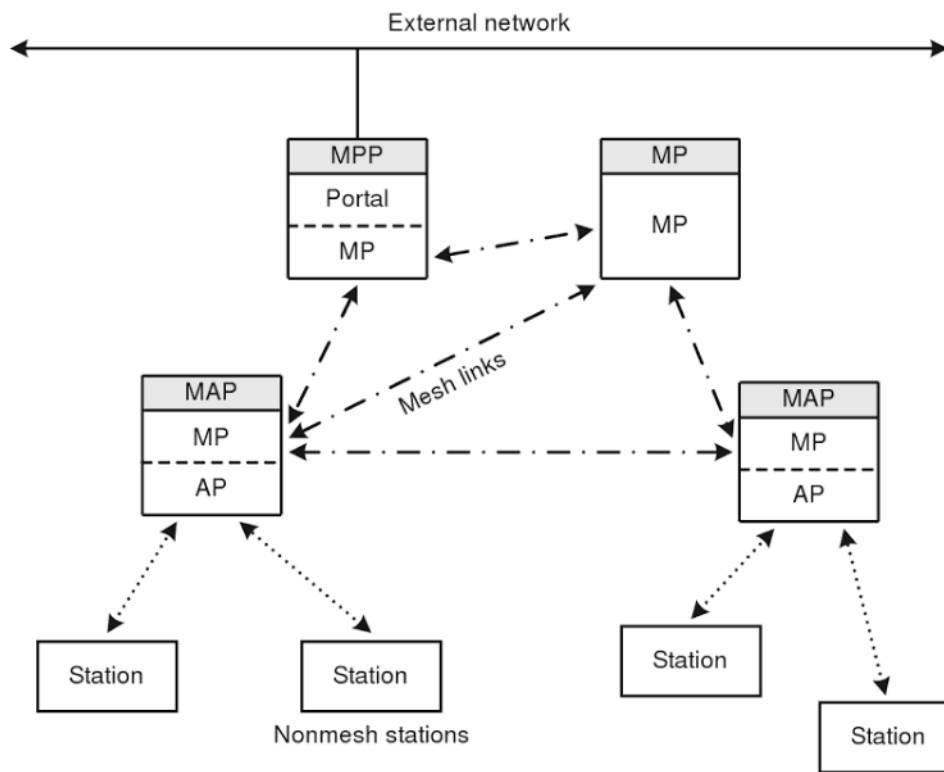 External network
MPP
Portal
MP
MP
MP
Mesh links
MAP
MP
AP
MAP
MP
AP
Station
Station
Nonmesh stations
Station
Station